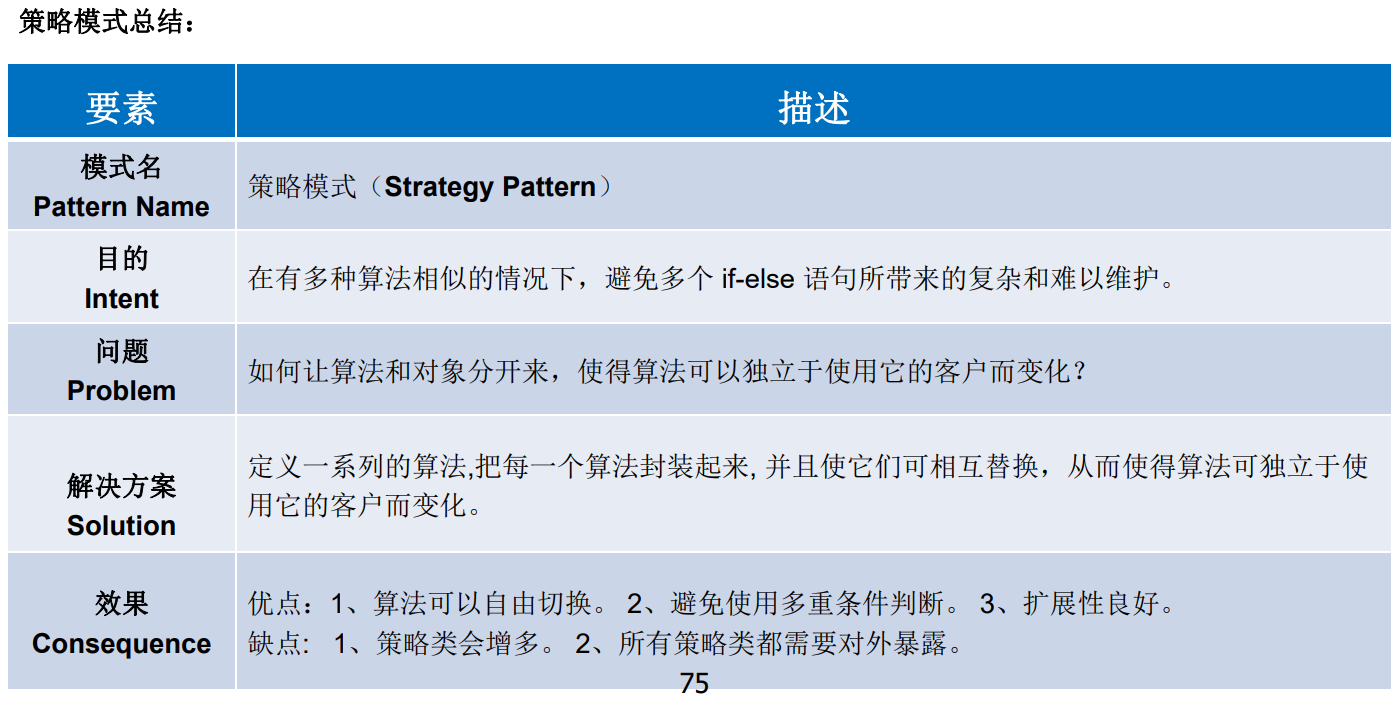 策略模式总结：
要素
描述
模式名
Pattern Name
策略模式（Strategy Pattern）
目的
Intent
在有多种算法相似的情况下，避免多个 if-else 语句所带来的复杂和难以维护。
问题
Problem
如何让算法和对象分开来，使得算法可以独立于使用它的客户而变化？
解决方案
Solution
定义一系列的算法,把每一个算法封装起来, 并且使它们可相互替换，从而使得算法可独立于使
用它的客户而变化。
效果
Consequence
优点：1、算法可以自由切换。 2、避免使用多重条件判断。 3、扩展性良好。
缺点： 1、策略类会增多。 2、所有策略类都需要对外暴露。
75